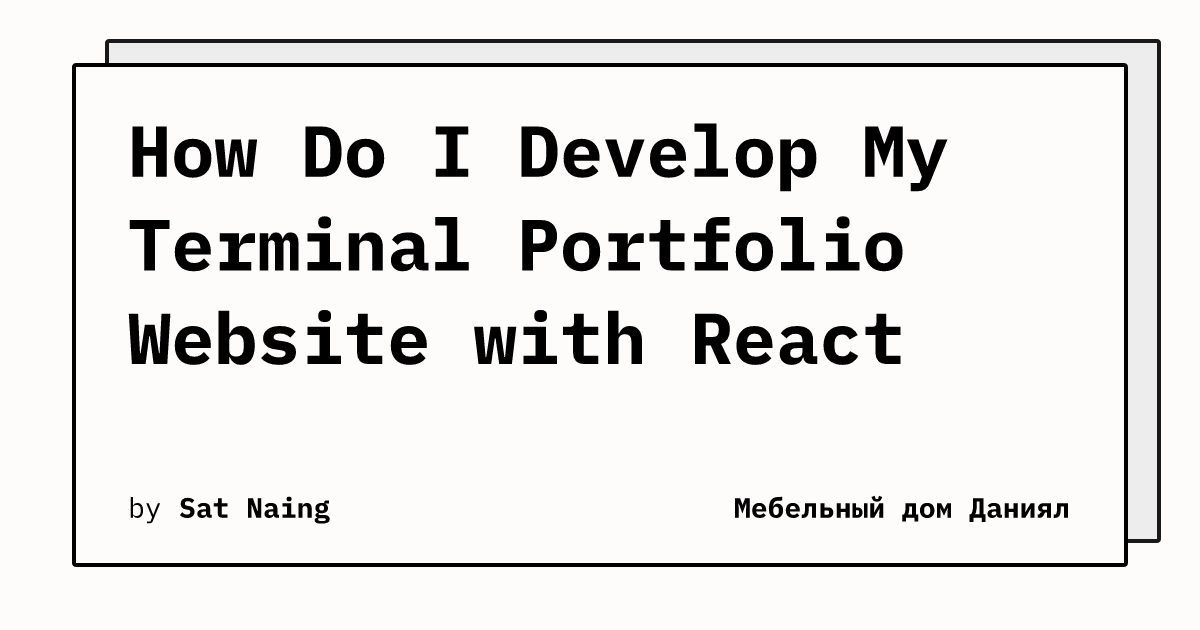 How Do I Develop My
Terminal Portfolio
Website with React
by Sat Naing
Мебельный дом Даниял